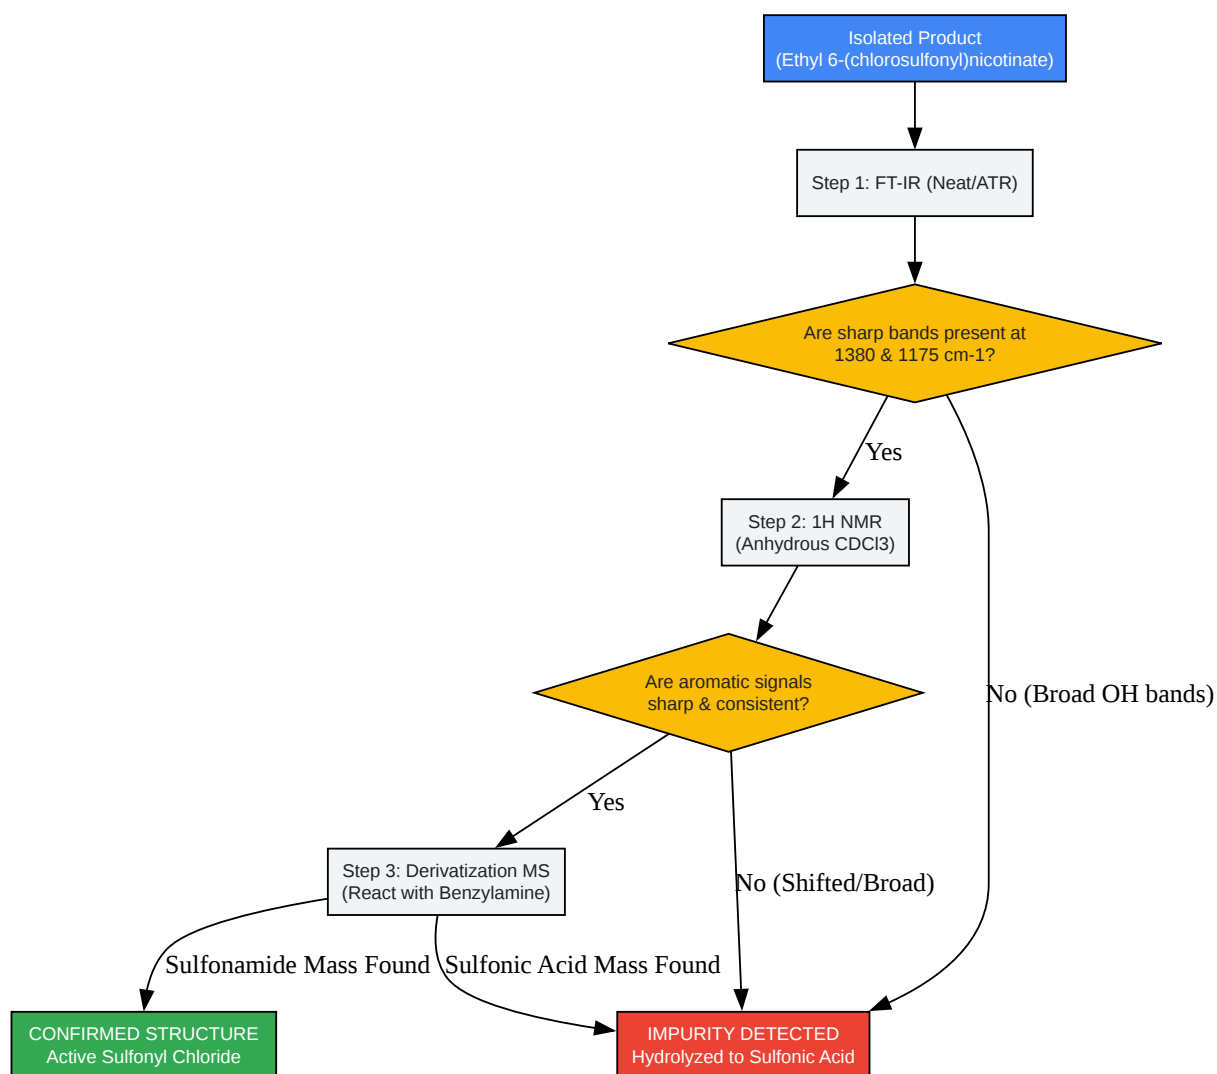 Isolated Product
(Ethyl 6-(chlorosulfonyl)nicotinate)
Step 1: FT-IR (Neat/ATR)
Are sharp bands present at
1380 & 1175 cm-1?
Yes
Step 2: 1H NMR
(Anhydrous CDCl3)
Are aromatic signals
sharp & consistent?
No (Broad OH bands)
Yes
Step 3: Derivatization MS
(React with Benzylamine)
No (Shifted/Broad)
Sulfonamide Mass Found
Sulfonic Acid Mass Found
CONFIRMED STRUCTURE
Active Sulfonyl Chloride
IMPURITY DETECTED
Hydrolyzed to Sulfonic Acid